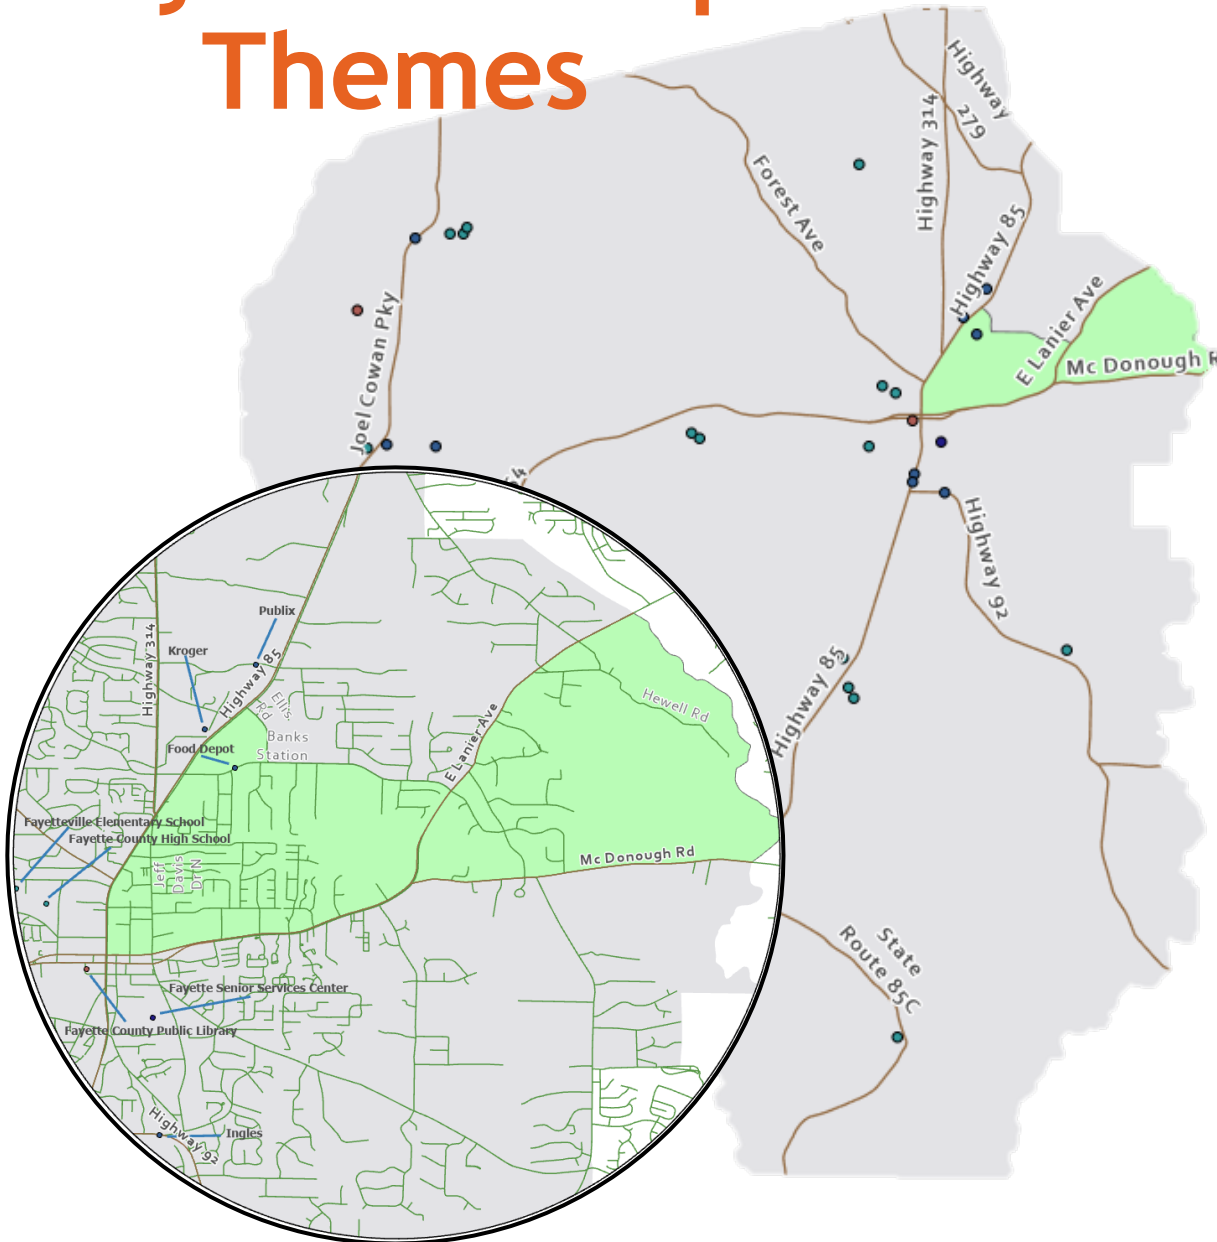 Themes
Highway
279
Highway 314
Forest Ave
Highway 85
E Lanier Ave
Mc Donough R
Joel Cowan Pky
54
Highway 92
Highway 85
State
Route 85C
Publix
Kroger
Highway 314
Highway 85
Ellis
Rd
Hewell Rd
Banks
Station
Food Depot
E Lanier Ave
Fayetteville Elementary School
Fayette County High School
Jeff
Davis
Dr N
Mc Donough Rd
Fayette Senior Services Center
Fayette County Public Library
Highway 92
Ingles